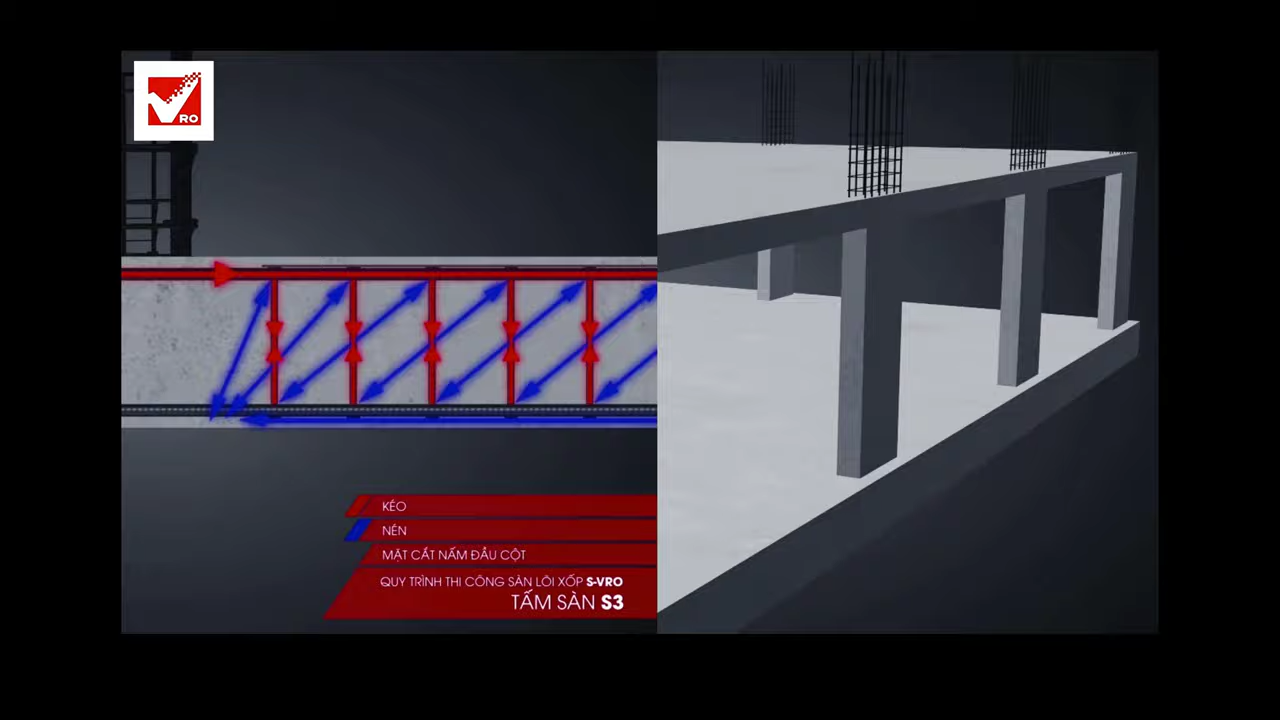 RO
KÉO
NÉN
MẶT CẮT NẤM ĐẦU CỘT
QUY TRÌNH THI CÔNG SÀN LÕI XỐP S-VRO
TẤM SÀN S3